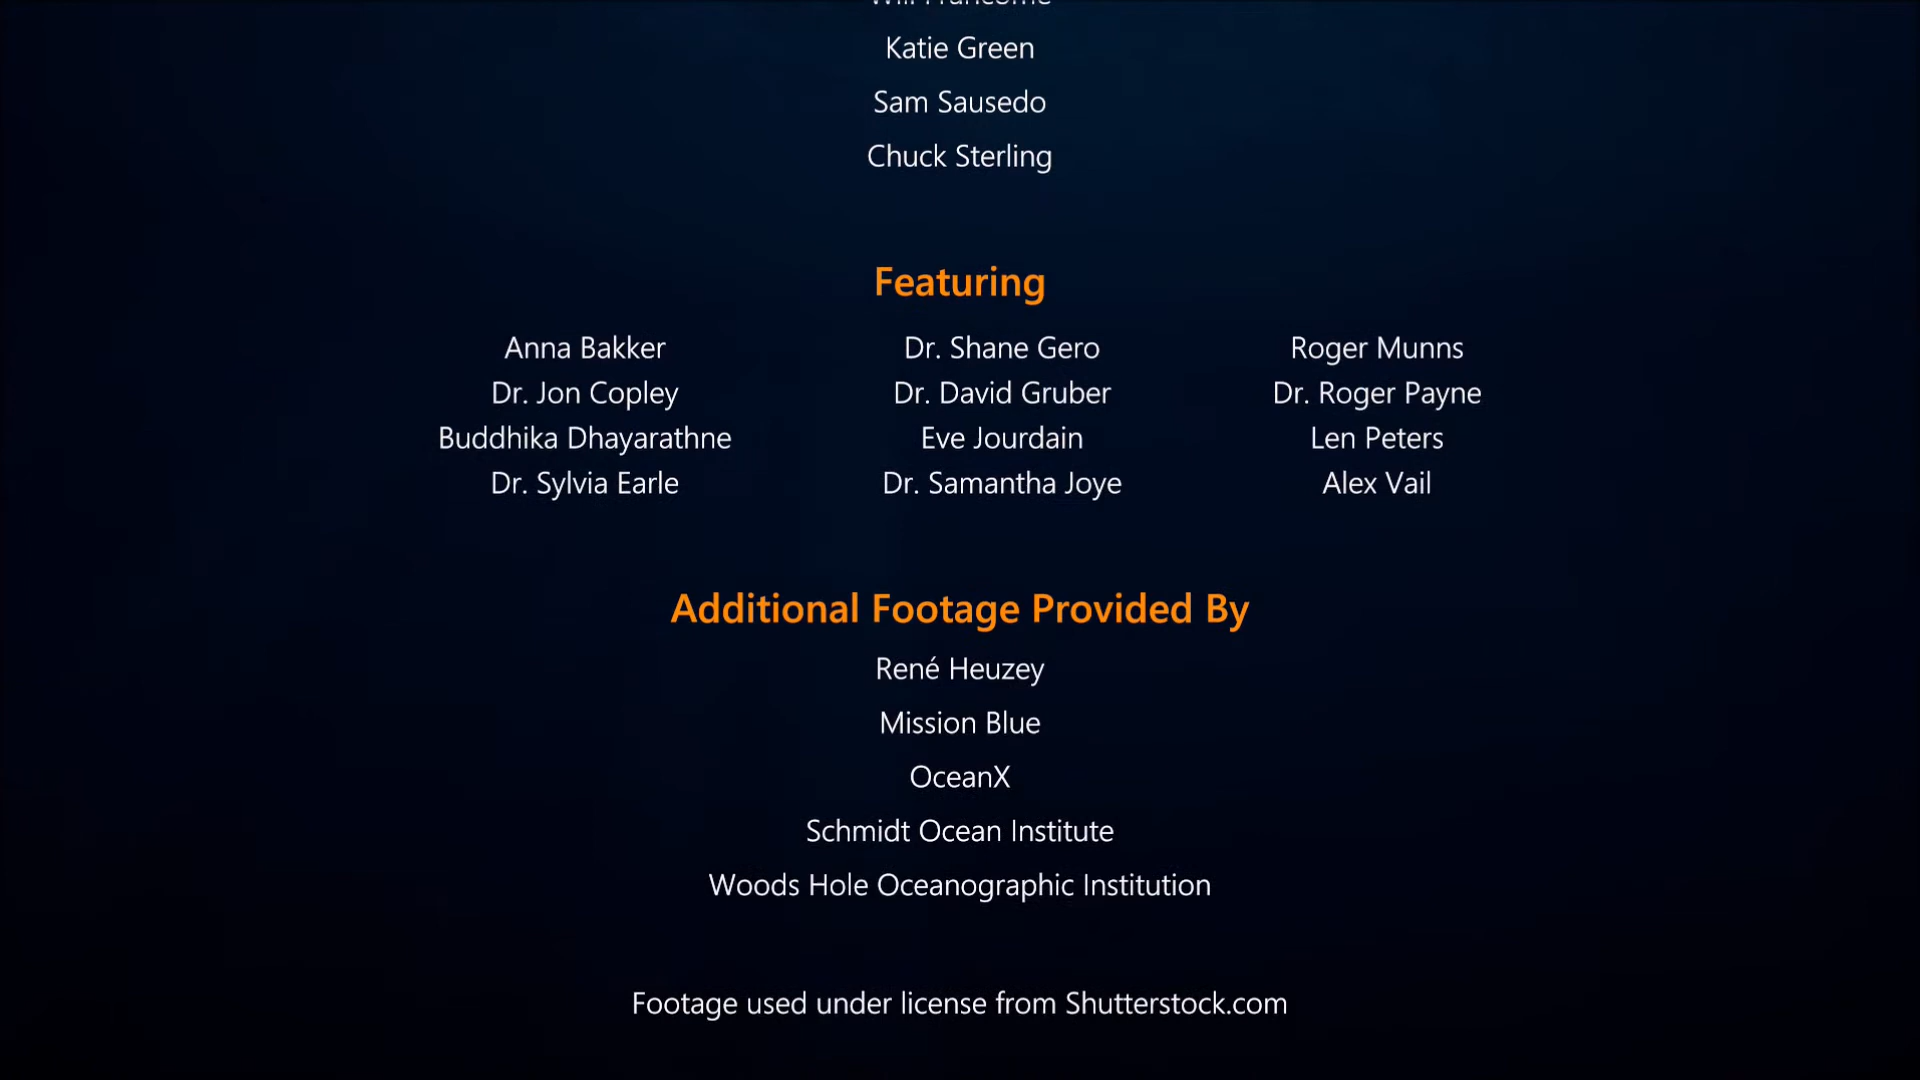 Katie Green
Sam Sausedo
Chuck Sterling
Featuring
Anna Bakker
Dr. Jon Copley
Buddhika Dhayarathne
Dr. Sylvia Earle
Dr. Shane Gero
Dr. David Gruber
Eve Jourdain
Dr. Samantha Joye
Roger Munns
Dr. Roger Payne
Len Peters
Alex Vail
Additional Footage Provided By
René Heuzey
Mission Blue
OceanX
Schmidt Ocean Institute
Woods Hole Oceanographic Institution
Footage used under license from Shutterstock.com